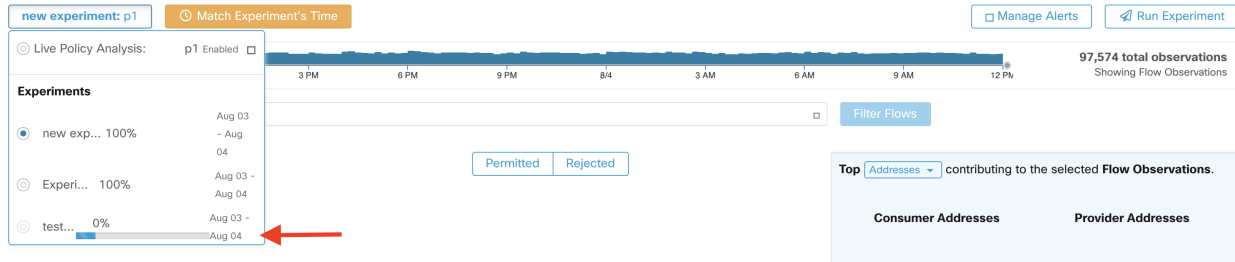 new experiment: p1
Match Experiment's Time
Manage Alerts
Run Experiment
Live Policy Analysis: p1 Enabled
Experiments
new exp... 100% Aug 03 - Aug 04
Experi... 100% Aug 03 - Aug 04
test... 0% Aug 03 - Aug 04
3 PM 6 PM 9 PM 8/4 3 AM 6 AM 9 AM 12 PM
97,574 total observations
Showing Flow Observations
Filter Flows
Permitted Rejected
Top Addresses contributing to the selected Flow Observations.
Consumer Addresses Provider Addresses